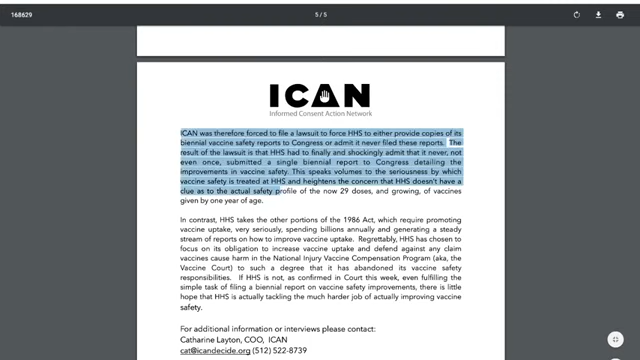 168629
5 / 5
ICAN
Informed Consent Action Network
ICAN was therefore forced to file a lawsuit to force HHS to either provide copies of its
biennial vaccine safety reports to Congress or admit it never filed these reports. The
result of the lawsuit is that HHS had to finally and shockingly admit that it never, not
even once, submitted a single biennial report to Congress detailing the
improvements in vaccine safety. This speaks volumes to the seriousness by which
vaccine safety is treated at HHS and heightens the concern that HHS doesn't have a
clue as to the actual safety profile of the now 29 doses, and growing, of vaccines
given by one year of age.
In contrast, HHS takes the other portions of the 1986 Act, which require promoting
vaccine uptake, very seriously, spending billions annually and generating a steady
stream of reports on how to improve vaccine uptake. Regrettably, HHS has chosen to
focus on its obligation to increase vaccine uptake and defend against any claim
vaccines cause harm in the National Injury Vaccine Compensation Program (aka, the
Vaccine Court) to such a degree that it has abandoned its vaccine safety
responsibilities. If HHS is not, as confirmed in Court this week, even fulfilling the
simple task of filing a biennial report on vaccine safety improvements, there is little
hope that HHS is actually tackling the much harder job of actually improving vaccine
safety.
For additional information or interviews please contact:
Catharine Layton, COO, ICAN
cat@icandecide.org (512) 522-8739